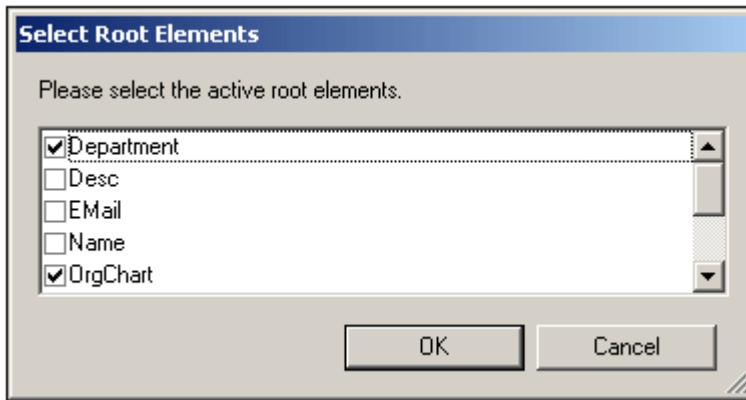 Select Root Elements
Please select the active root elements.
Department
Desc
EMail
Name
OrgChart
OK
Cancel